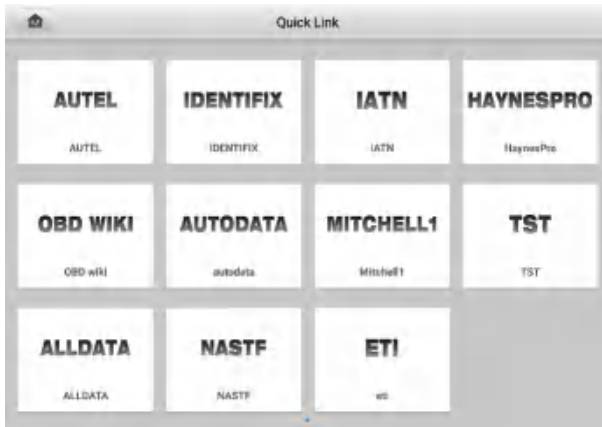 Quick Link
AUTEL
AUTEL
IDENTIFIX
IDENTIFIX
IATN
IATN
HAYNESPRO
HaynesPro
OBD WIKI
OBD wiki
AUTODATA
autodata
MITCHELL1
Mitchell1
TST
TST
ALLDATA
ALLDATA
NASTF
NASTF
ETI
eti